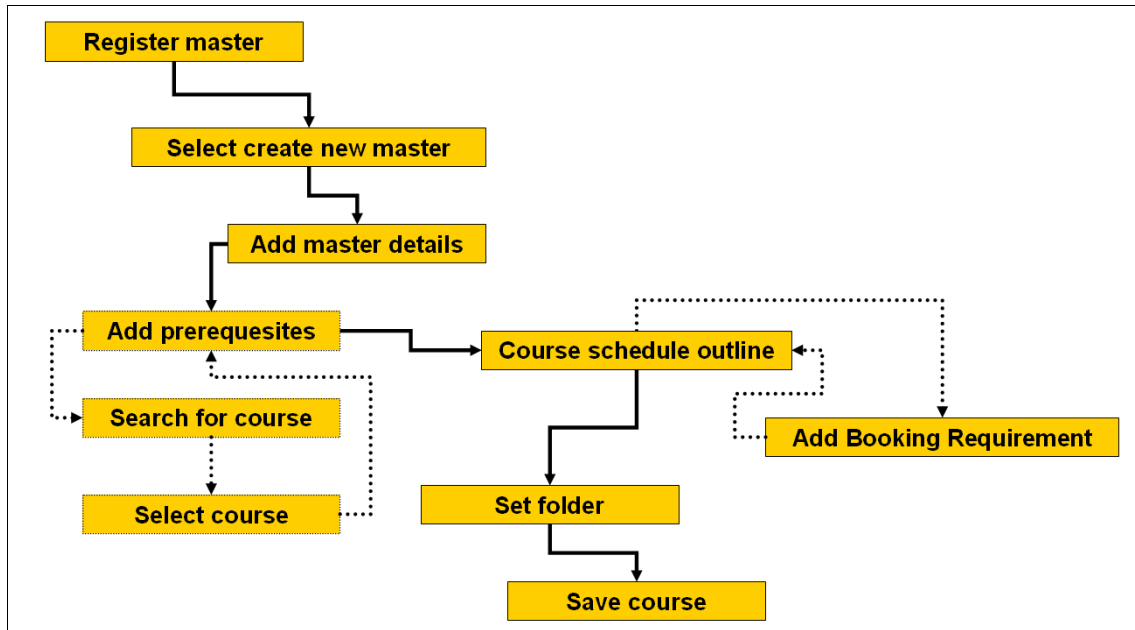 Register master
Select create new master
Add master details
Add prerequesites
Course schedule outline
Search for course
Add Booking Requirement
Select course
Set folder
Save course